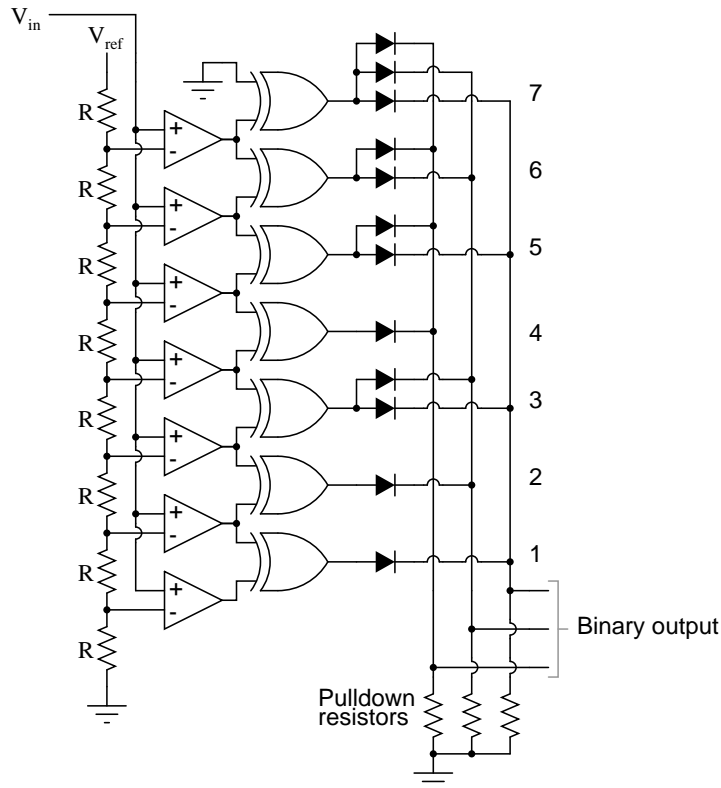 V_in
V_ref
R
+
-
7
R
+
-
6
R
+
-
5
R
+
-
4
R
+
-
3
R
+
-
2
R
+
-
1
R
Binary output
Pulldown
resistors